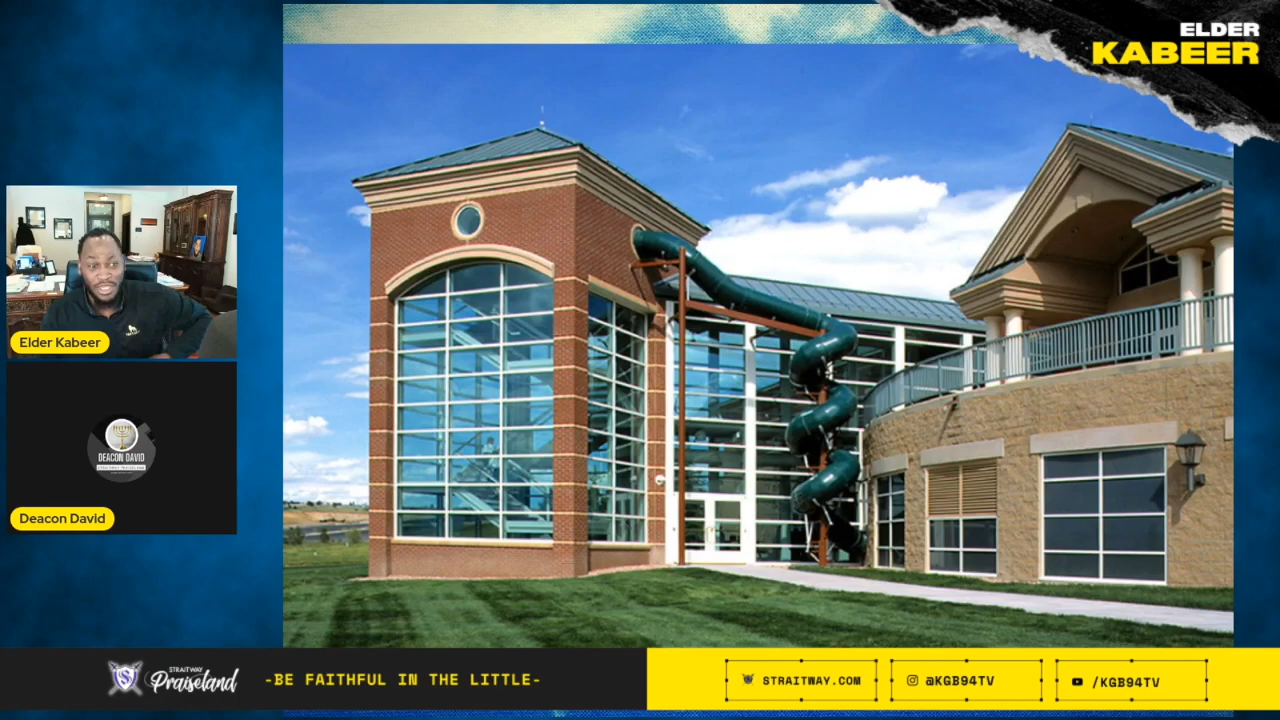 ELDER
KABEER
Elder Kabeer
DEACON DAVID
Deacon David
STRAITWAY
Praiseland
-BE FAITHFUL IN THE LITTLE-
STRAITWAY.COM
@KGB94TV
/KGB94TV